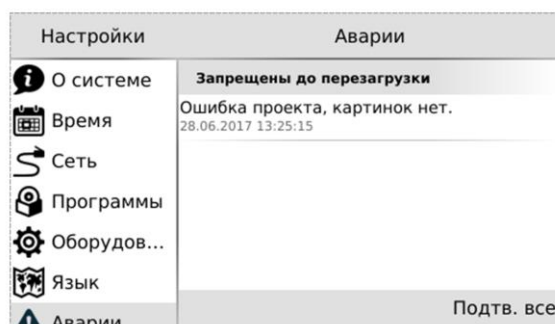 Настройки
Аварии
О системе
Время
Сеть
Программы
Оборудов...
Язык
Аварии
Запрещены до перезагрузки
Ошибка проекта, картинок нет.
28.06.2017 13:25:15
Подтв. все